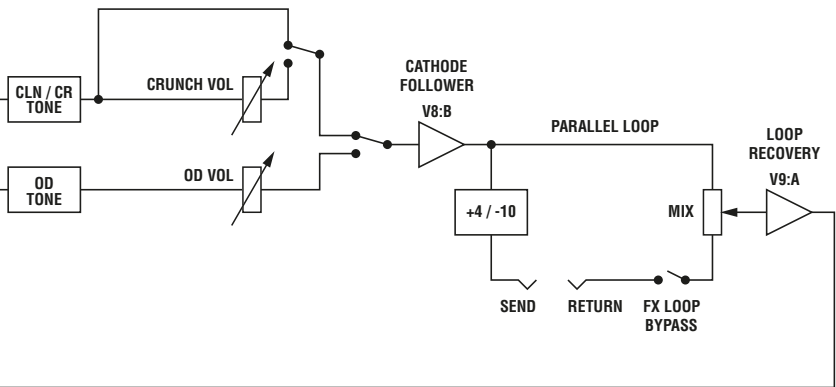 CLN / CR
TONE
CRUNCH VOL
OD
TONE
OD VOL
CATHODE
FOLLOWER
V8:B
PARALLEL LOOP
+4 / -10
SEND
RETURN
FX LOOP
BYPASS
MIX
LOOP
RECOVERY
V9:A